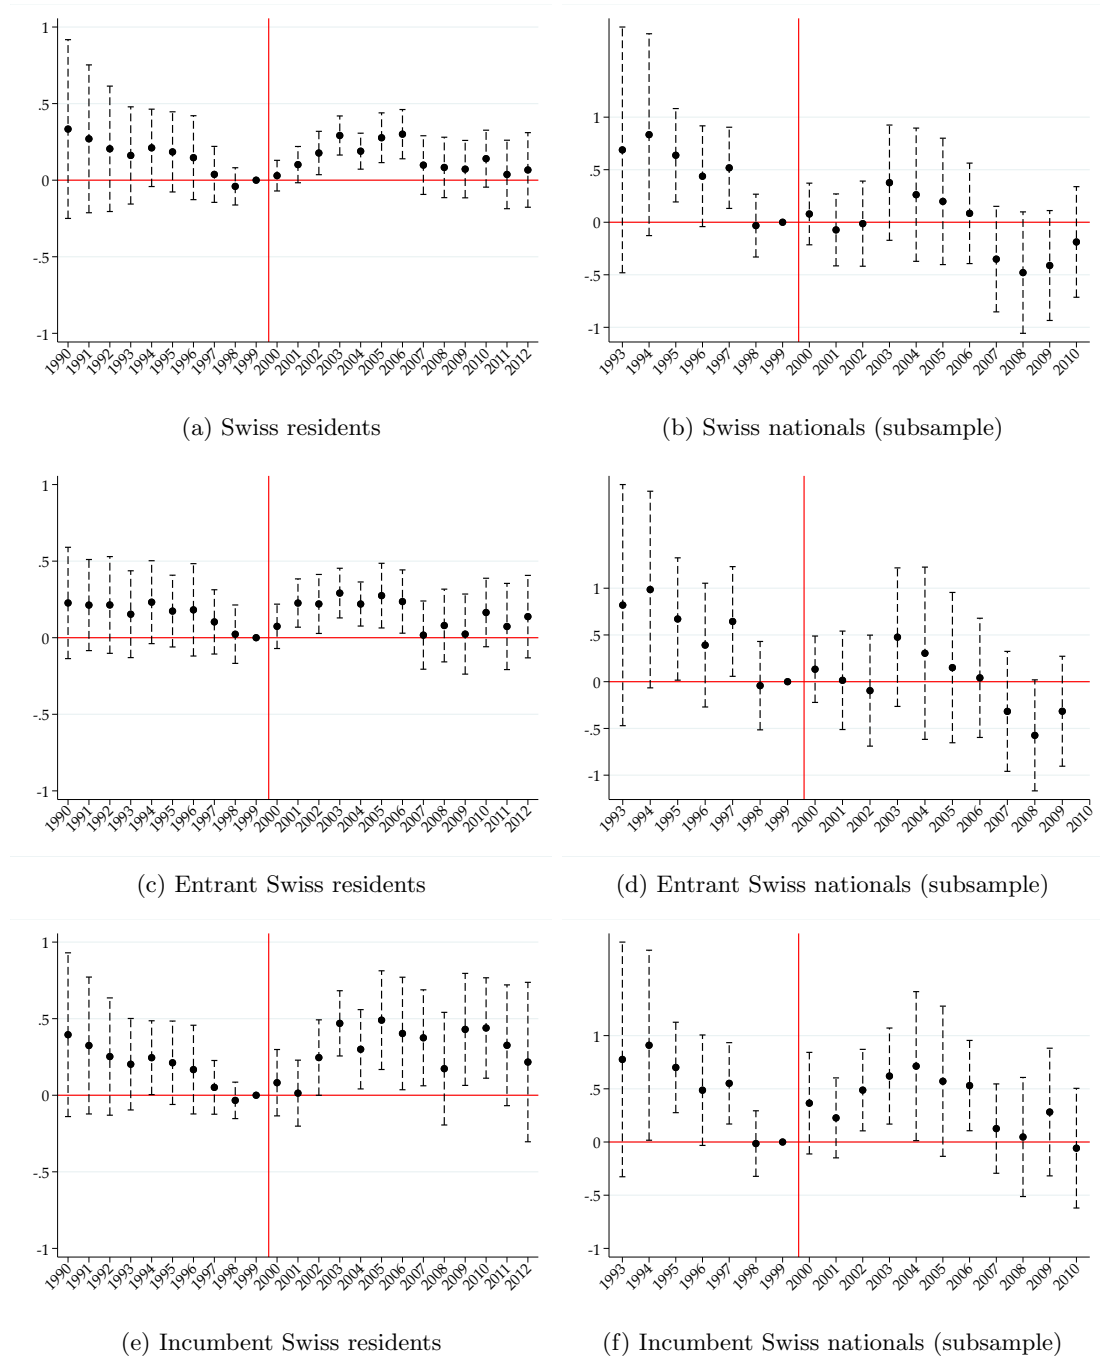 1
.5
0
-.5
-1
1990 1991 1992 1993 1994 1995 1996 1997 1998 1999 2000 2001 2002 2003 2004 2005 2006 2007 2008 2009 2010 2011 2012
(a) Swiss residents
1
.5
0
-.5
-1
1993 1994 1995 1996 1997 1998 1999 2000 2001 2002 2003 2004 2005 2006 2007 2008 2009 2010
(b) Swiss nationals (subsample)
1
.5
0
-.5
-1
1990 1991 1992 1993 1994 1995 1996 1997 1998 1999 2000 2001 2002 2003 2004 2005 2006 2007 2008 2009 2010 2011 2012
(c) Entrant Swiss residents
1
.5
0
-.5
-1
1993 1994 1995 1996 1997 1998 1999 2000 2001 2002 2003 2004 2005 2006 2007 2008 2009 2010
(d) Entrant Swiss nationals (subsample)
1
.5
0
-.5
-1
1990 1991 1992 1993 1994 1995 1996 1997 1998 1999 2000 2001 2002 2003 2004 2005 2006 2007 2008 2009 2010 2011 2012
(e) Incumbent Swiss residents
1
.5
0
-.5
-1
1993 1994 1995 1996 1997 1998 1999 2000 2001 2002 2003 2004 2005 2006 2007 2008 2009 2010
(f) Incumbent Swiss nationals (subsample)